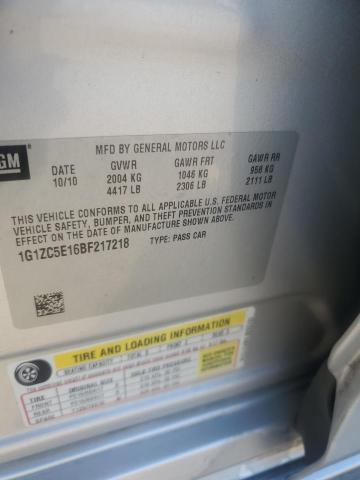 GM
MFD BY GENERAL MOTORS LLC
DATE GVWR GAWR FRT GAWR RR
10/10 2004 KG 1046 KG 958 KG
4417 LB 2306 LB 2111 LB
THIS VEHICLE CONFORMS TO ALL APPLICABLE U.S. FEDERAL MOTOR
VEHICLE SAFETY, BUMPER, AND THEFT PREVENTION STANDARDS IN
EFFECT ON THE DATE OF MANUFACTURE SHOWN ABOVE.
1G1ZC5E16BF217218 TYPE: PASS CAR
TIRE AND LOADING INFORMATION
TIRE
FRONT
REAR
SPARE